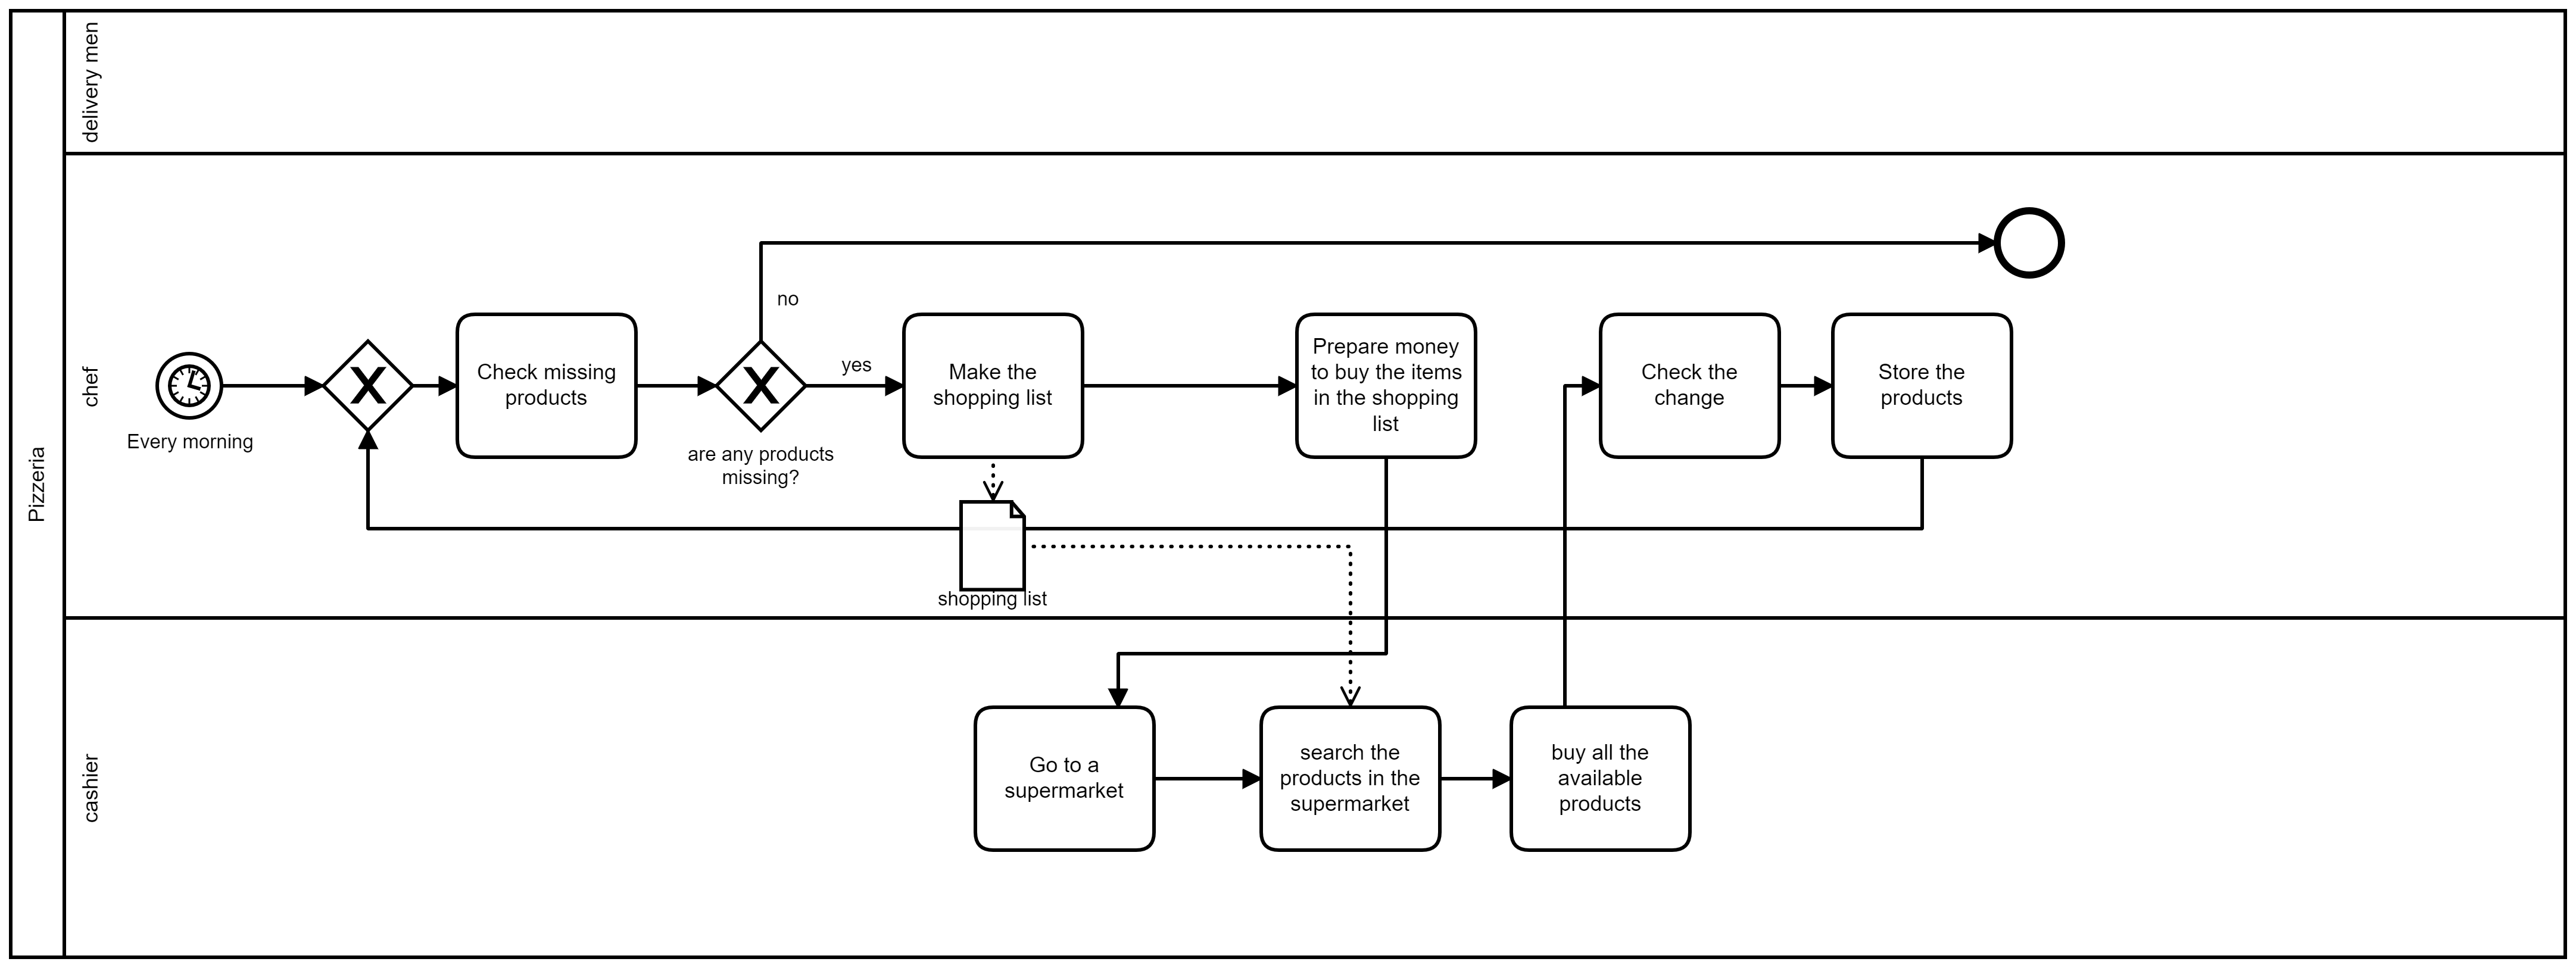 Pizzeria
delivery men
chef
cashier
Every morning
Check missing
products
are any products
missing?
no
yes
Make the
shopping list
shopping list
Prepare money
to buy the items
in the shopping
list
Check the
change
Store the
products
Go to a
supermarket
search the
products in the
supermarket
buy all the
available
products